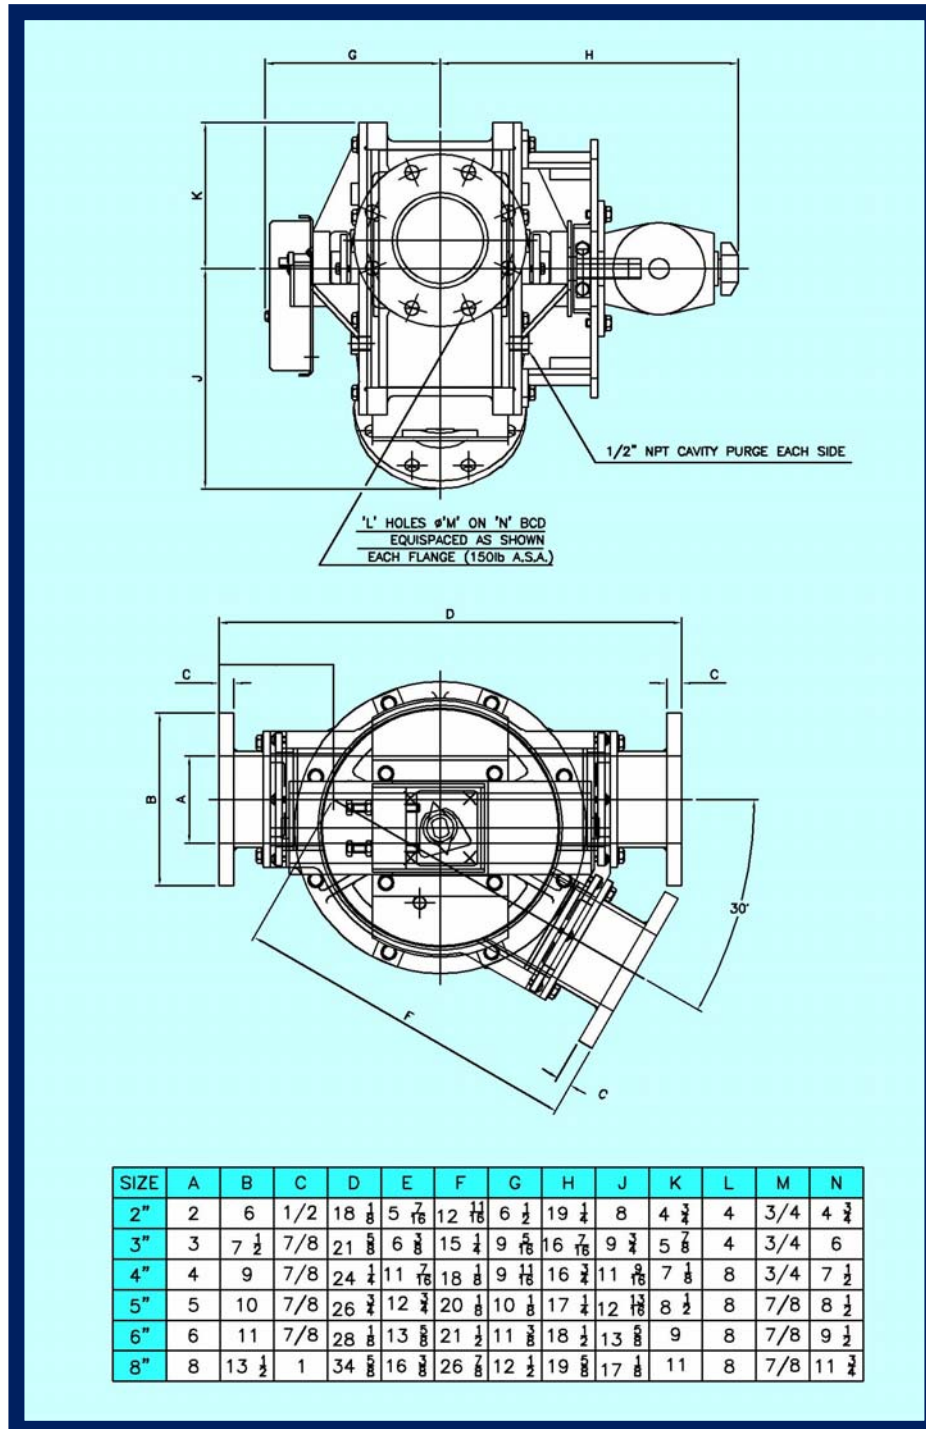 G H
K
J
1/2" NPT CAVITY PURGE EACH SIDE
'L' HOLES ø'M' ON 'N' BCD
EQUISPACED AS SHOWN
EACH FLANGE (150lb A.S.A.)
D
C C
B A
30°
F
C
SIZE A B C D E F G H J K L M N
2" 2 6 1/2 18 1/8 5 7/16 12 11/16 6 1/2 19 1/4 8 4 3/4 4 3/4 4 3/4
3" 3 7 1/2 7/8 21 5/8 6 3/8 15 1/4 9 5/16 16 7/16 9 3/4 5 7/8 4 3/4 6
4" 4 9 7/8 24 1/4 11 7/16 18 1/8 9 11/16 16 3/4 11 9/16 7 1/8 8 3/4 7 1/2
5" 5 10 7/8 26 3/4 12 3/4 20 1/8 10 1/8 17 1/4 12 13/16 8 1/2 8 7/8 8 1/2
6" 6 11 7/8 28 1/8 13 5/8 21 1/2 11 3/8 18 1/2 13 5/8 9 8 7/8 9 1/2
8" 8 13 1/2 1 34 5/8 16 3/8 26 7/8 12 1/2 19 5/8 17 1/8 11 8 7/8 11 3/4